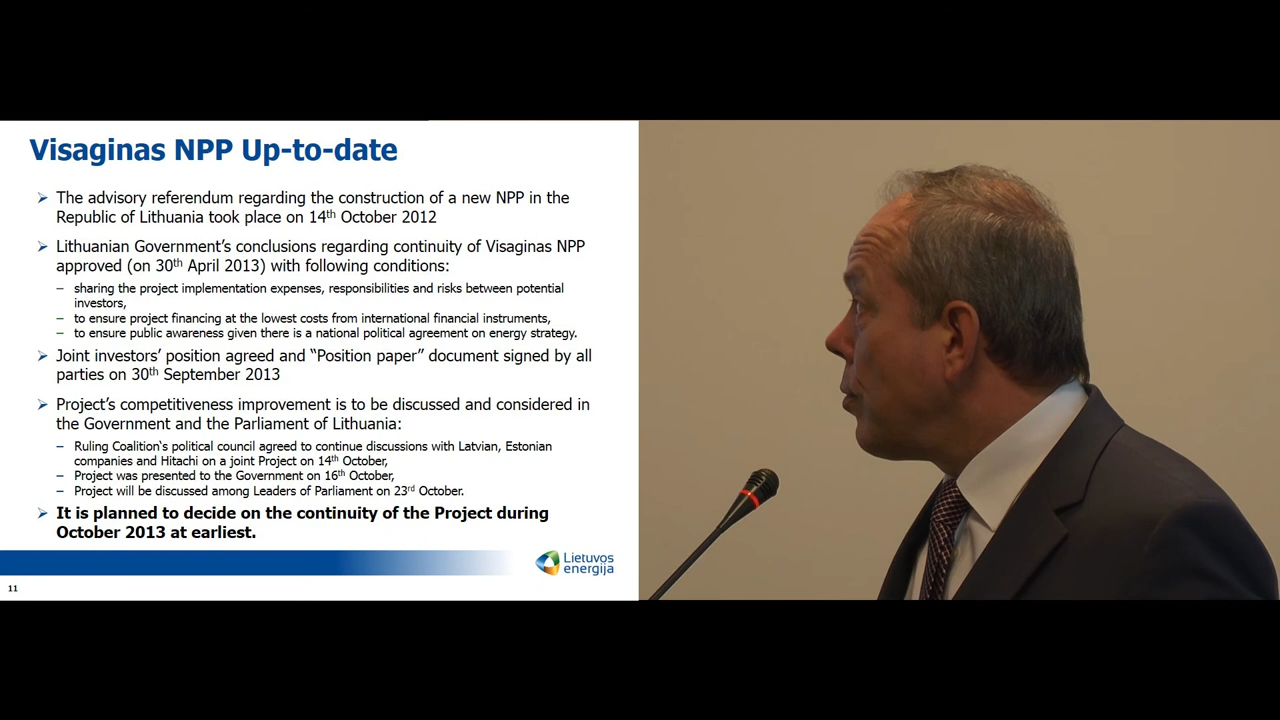 Visaginas NPP Up-to-date
➢ The advisory referendum regarding the construction of a new NPP in the
Republic of Lithuania took place on 14th October 2012
➢ Lithuanian Government's conclusions regarding continuity of Visaginas NPP
approved (on 30th April 2013) with following conditions:
– sharing the project implementation expenses, responsibilities and risks between potential
investors,
– to ensure project financing at the lowest costs from international financial instruments,
– to ensure public awareness given there is a national political agreement on energy strategy.
➢ Joint investors' position agreed and “Position paper” document signed by all
parties on 30th September 2013
➢ Project's competitiveness improvement is to be discussed and considered in
the Government and the Parliament of Lithuania:
– Ruling Coalition's political council agreed to continue discussions with Latvian, Estonian
companies and Hitachi on a joint Project on 14th October,
– Project was presented to the Government on 16th October,
– Project will be discussed among Leaders of Parliament on 23rd October.
➢ It is planned to decide on the continuity of the Project during
October 2013 at earliest.
Lietuvos
energija
11